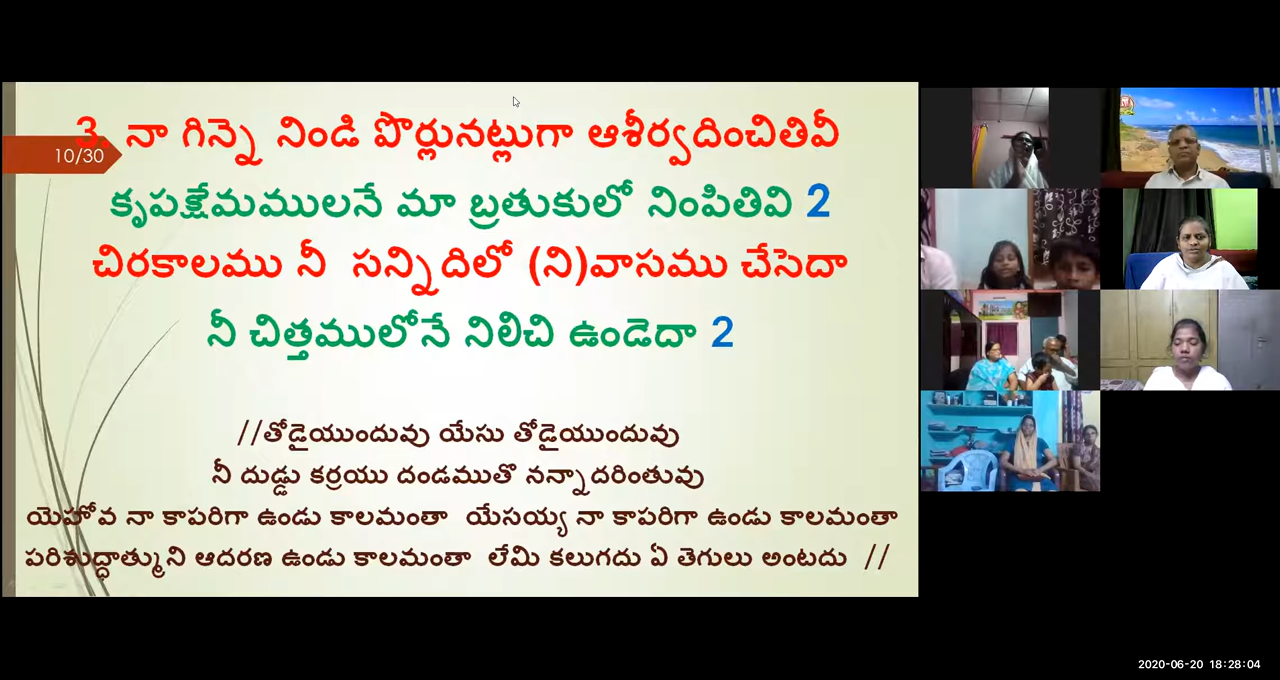 3. నా గిన్నె నిండి పొర్లునట్లుగా ఆశీర్వదించితివీ
10/30
కృపక్షేమములనే మా బ్రతుకులో నింపితివి 2
చిరకాలము నీ సన్నిదిలో (ని)వాసము చేసెదా
నీ చిత్తములోనే నిలిచి ఉండెదా 2
//తోడైయుందువు యేసు తోడైయుందువు
నీ దుడ్డు కర్రయు దండముతొ నన్నాదరింతువు
యెహోవ నా కాపరిగా ఉండు కాలమంతా యేసయ్య నా కాపరిగా ఉండు కాలమంతా
పరిశుద్ధాత్ముని ఆదరణ ఉండు కాలమంతా లేమి కలుగదు ఏ తెగులు అంటదు //
2020-06-20 18:28:04